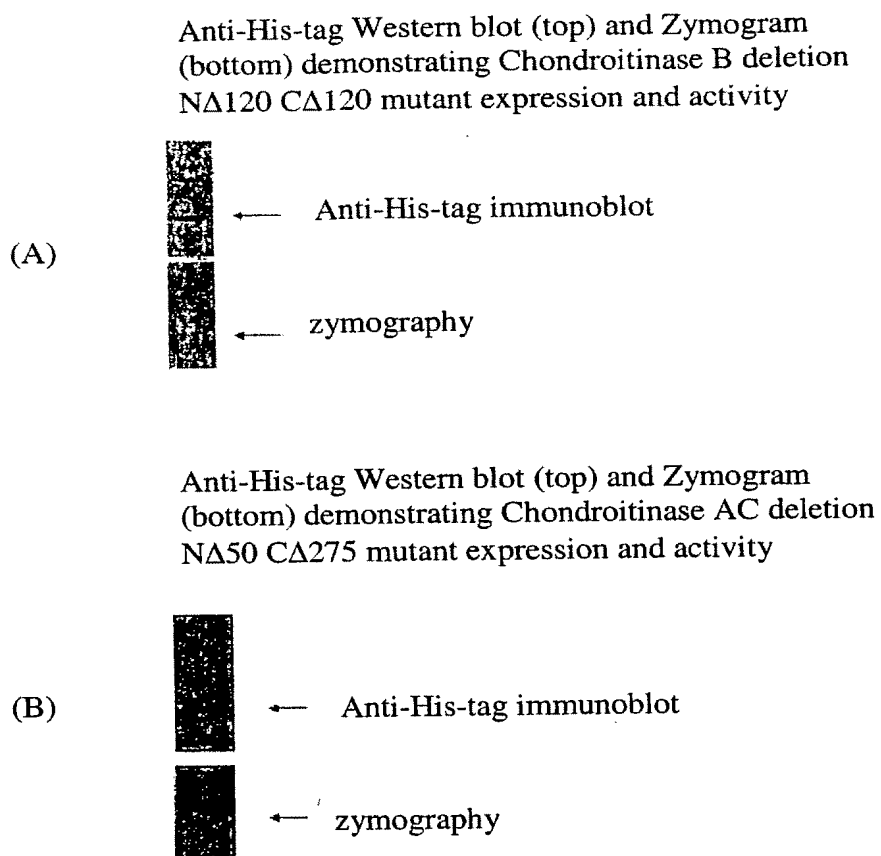 Anti-His-tag Western blot (top) and Zymogram
(bottom) demonstrating Chondroitinase B deletion
NΔ120 CΔ120 mutant expression and activity
(A)
Anti-His-tag immunoblot
zymography
Anti-His-tag Western blot (top) and Zymogram
(bottom) demonstrating Chondroitinase AC deletion
NΔ50 CΔ275 mutant expression and activity
(B)
Anti-His-tag immunoblot
zymography